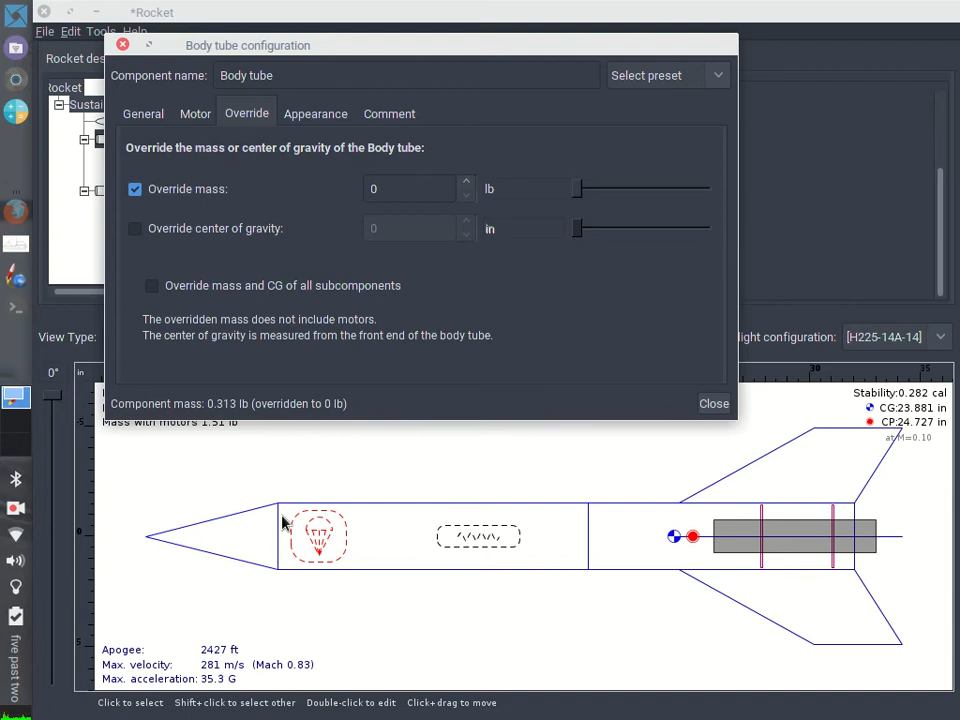 *Rocket
File Edit Tools Help
Body tube configuration
Rocket des
Component name: Body tube Select preset
ocket
Sustai
General Motor Override Appearance Comment
Override the mass or center of gravity of the Body tube:
Override mass: 0 lb
Override center of gravity: 0 in
Override mass and CG of all subcomponents
The overridden mass does not include motors.
The center of gravity is measured from the front end of the body tube.
View Type: light configuration: [H225-14A-14]
0° in 30 35
Component mass: 0.313 lb (overridden to 0 lb) Close
Stability:0.282 cal
CG:23.881 in
Mass with motors 1.51 lb
CP:24.727 in
at M=0.10
-5
0
5
Apogee: 2427 ft
Max. velocity: 281 m/s (Mach 0.83)
Max. acceleration: 35.3 G
Click to select Shift+click to select other Double-click to edit Click+drag to move
five past two